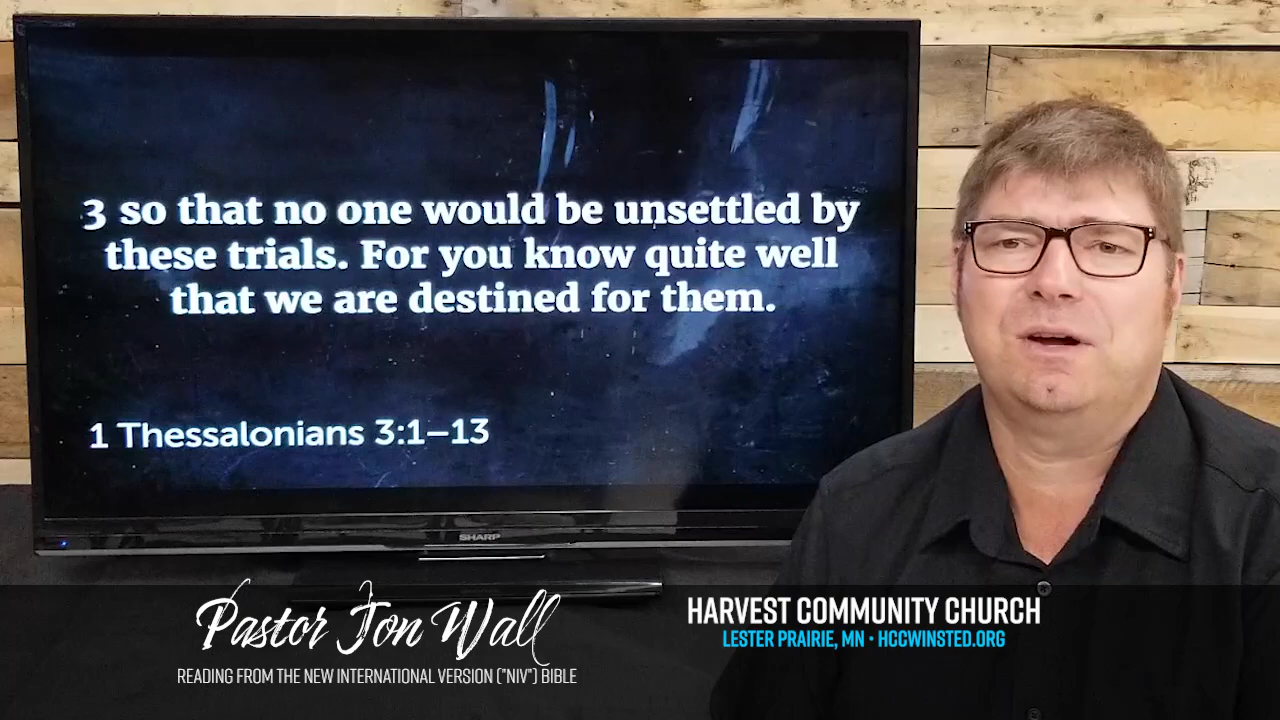 3 so that no one would be unsettled by
these trials. For you know quite well
that we are destined for them.
1 Thessalonians 3:1–13
SHARP
Pastor Jon Wall
READING FROM THE NEW INTERNATIONAL VERSION ("NIV") BIBLE
HARVEST COMMUNITY CHURCH
LESTER PRAIRIE, MN • HCCWINSTED.ORG